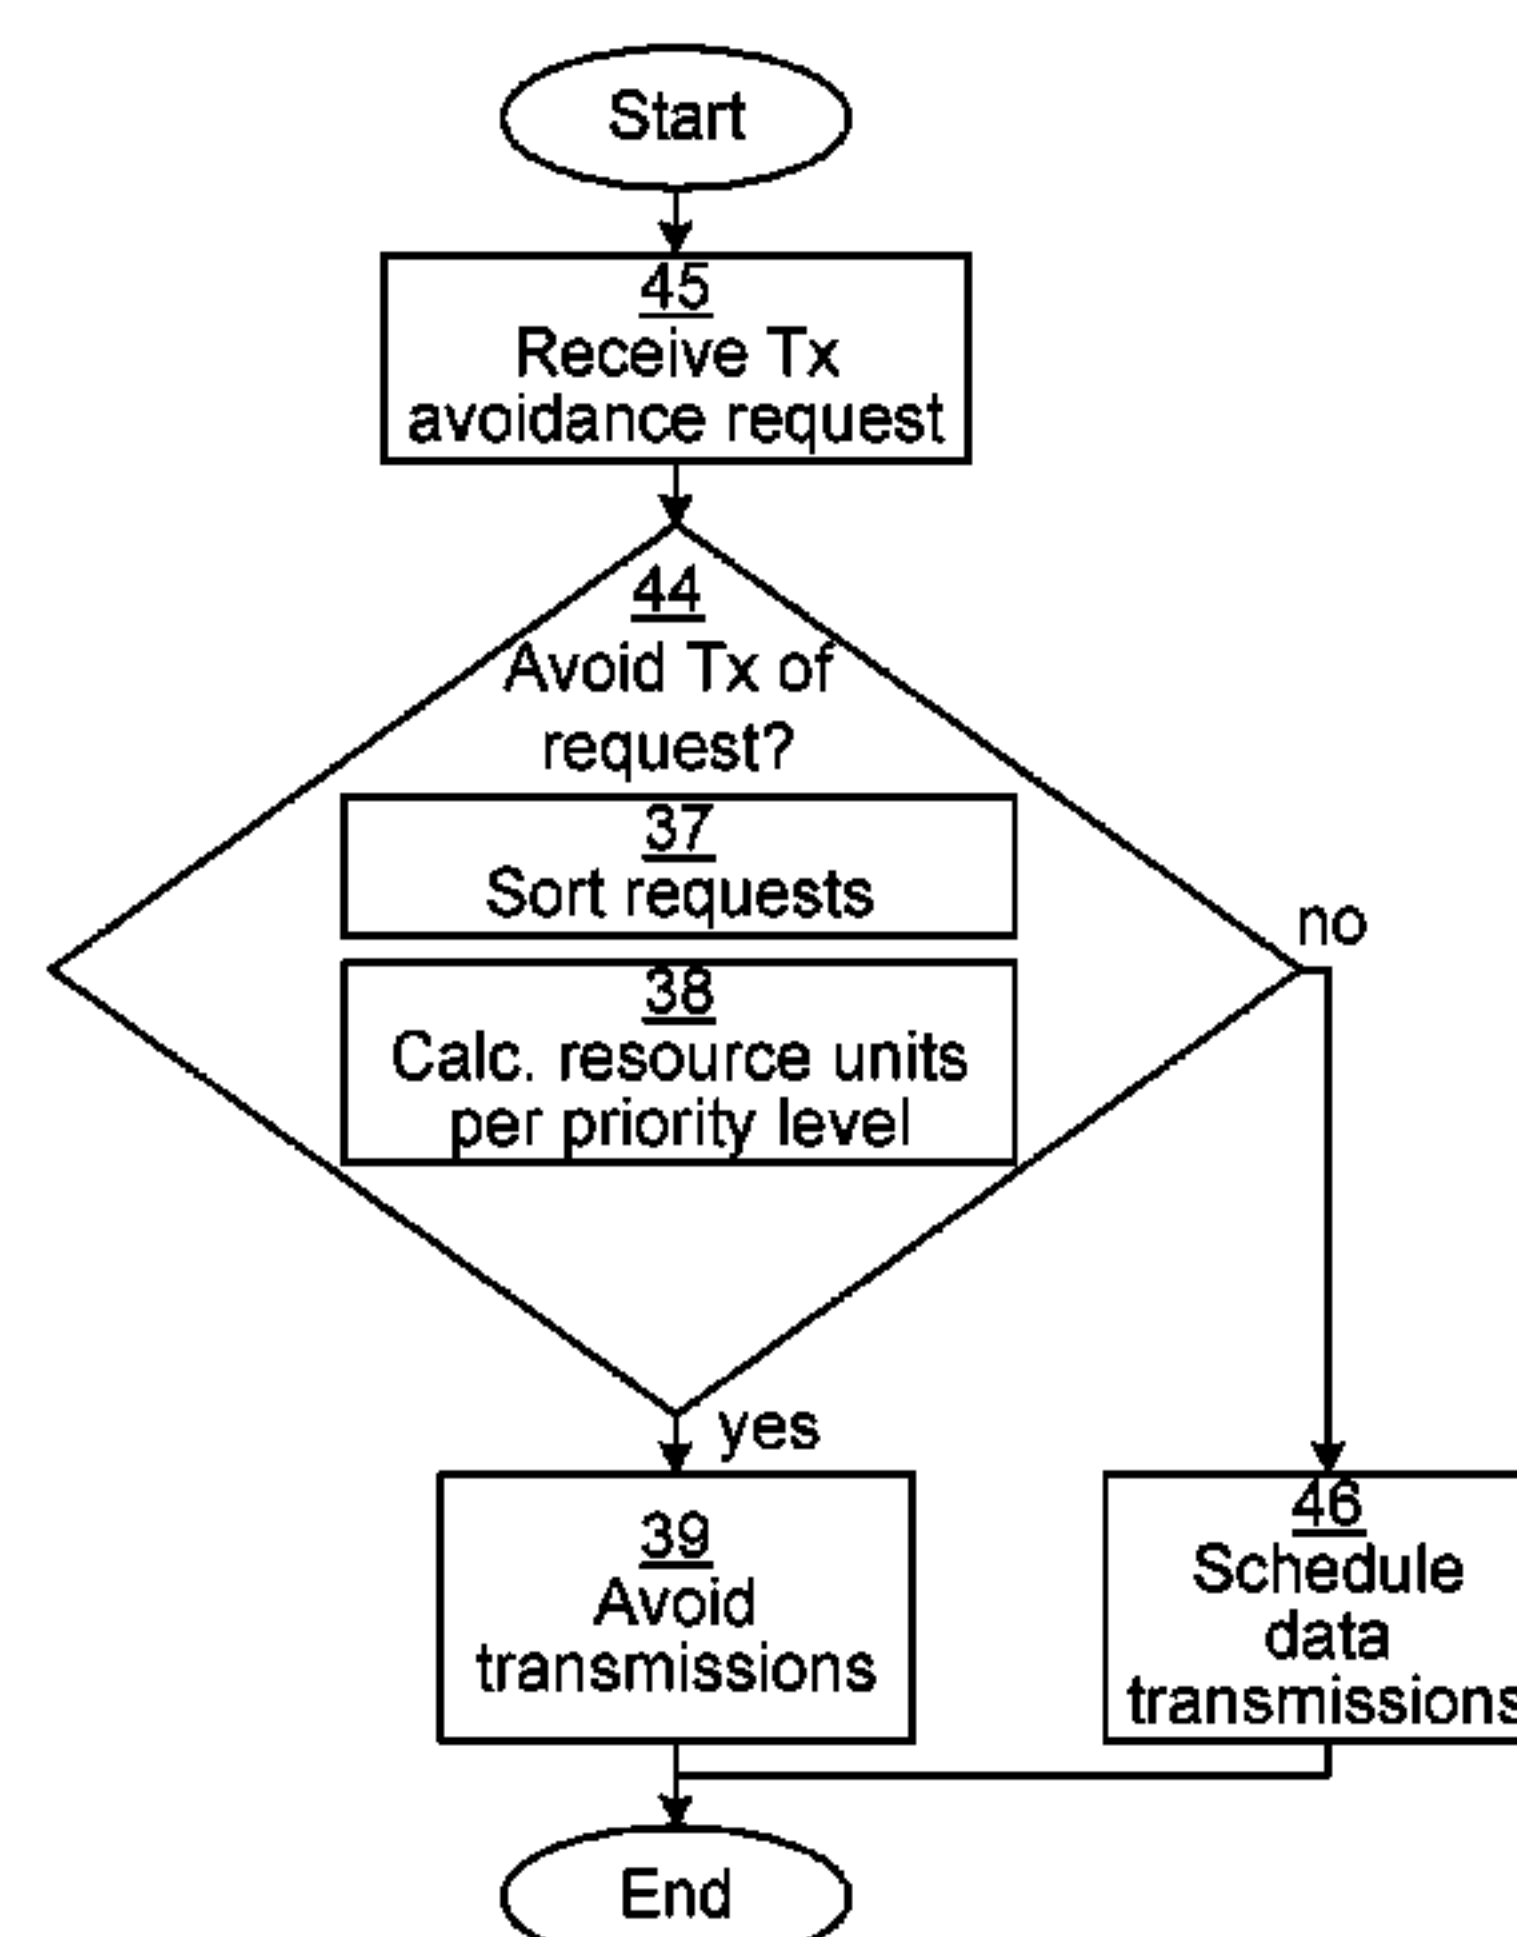 Start
45
Receive Tx
avoidance request
44
Avoid Tx of
request?
37
Sort requests
38
Calc. resource units
per priority level
no
yes
39
Avoid
transmissions
46
Schedule
data
transmissions
End